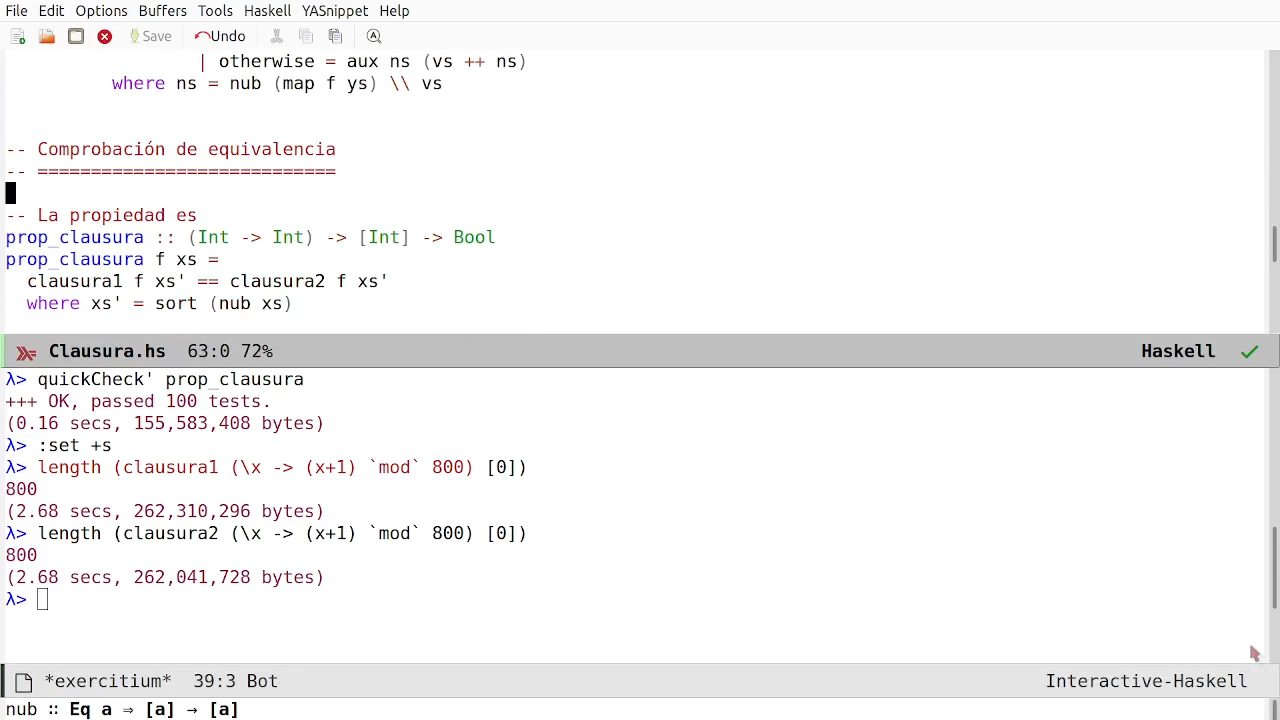 File Edit Options Buffers Tools Haskell YASnippet Help
Save Undo
| otherwise = aux ns (vs ++ ns)
where ns = nub (map f ys) \\ vs
-- Comprobación de equivalencia
-- ============================
-- La propiedad es
prop_clausura :: (Int -> Int) -> [Int] -> Bool
prop_clausura f xs =
clausura1 f xs' == clausura2 f xs'
where xs' = sort (nub xs)
Clausura.hs 63:0 72% Haskell
λ> quickCheck' prop_clausura
+++ OK, passed 100 tests.
(0.16 secs, 155,583,408 bytes)
λ> :set +s
λ> length (clausura1 (\x -> (x+1) `mod` 800) [0])
800
(2.68 secs, 262,310,296 bytes)
λ> length (clausura2 (\x -> (x+1) `mod` 800) [0])
800
(2.68 secs, 262,041,728 bytes)
λ>
*exercitium* 39:3 Bot Interactive-Haskell
nub ∷ Eq a ⇒ [a] → [a]